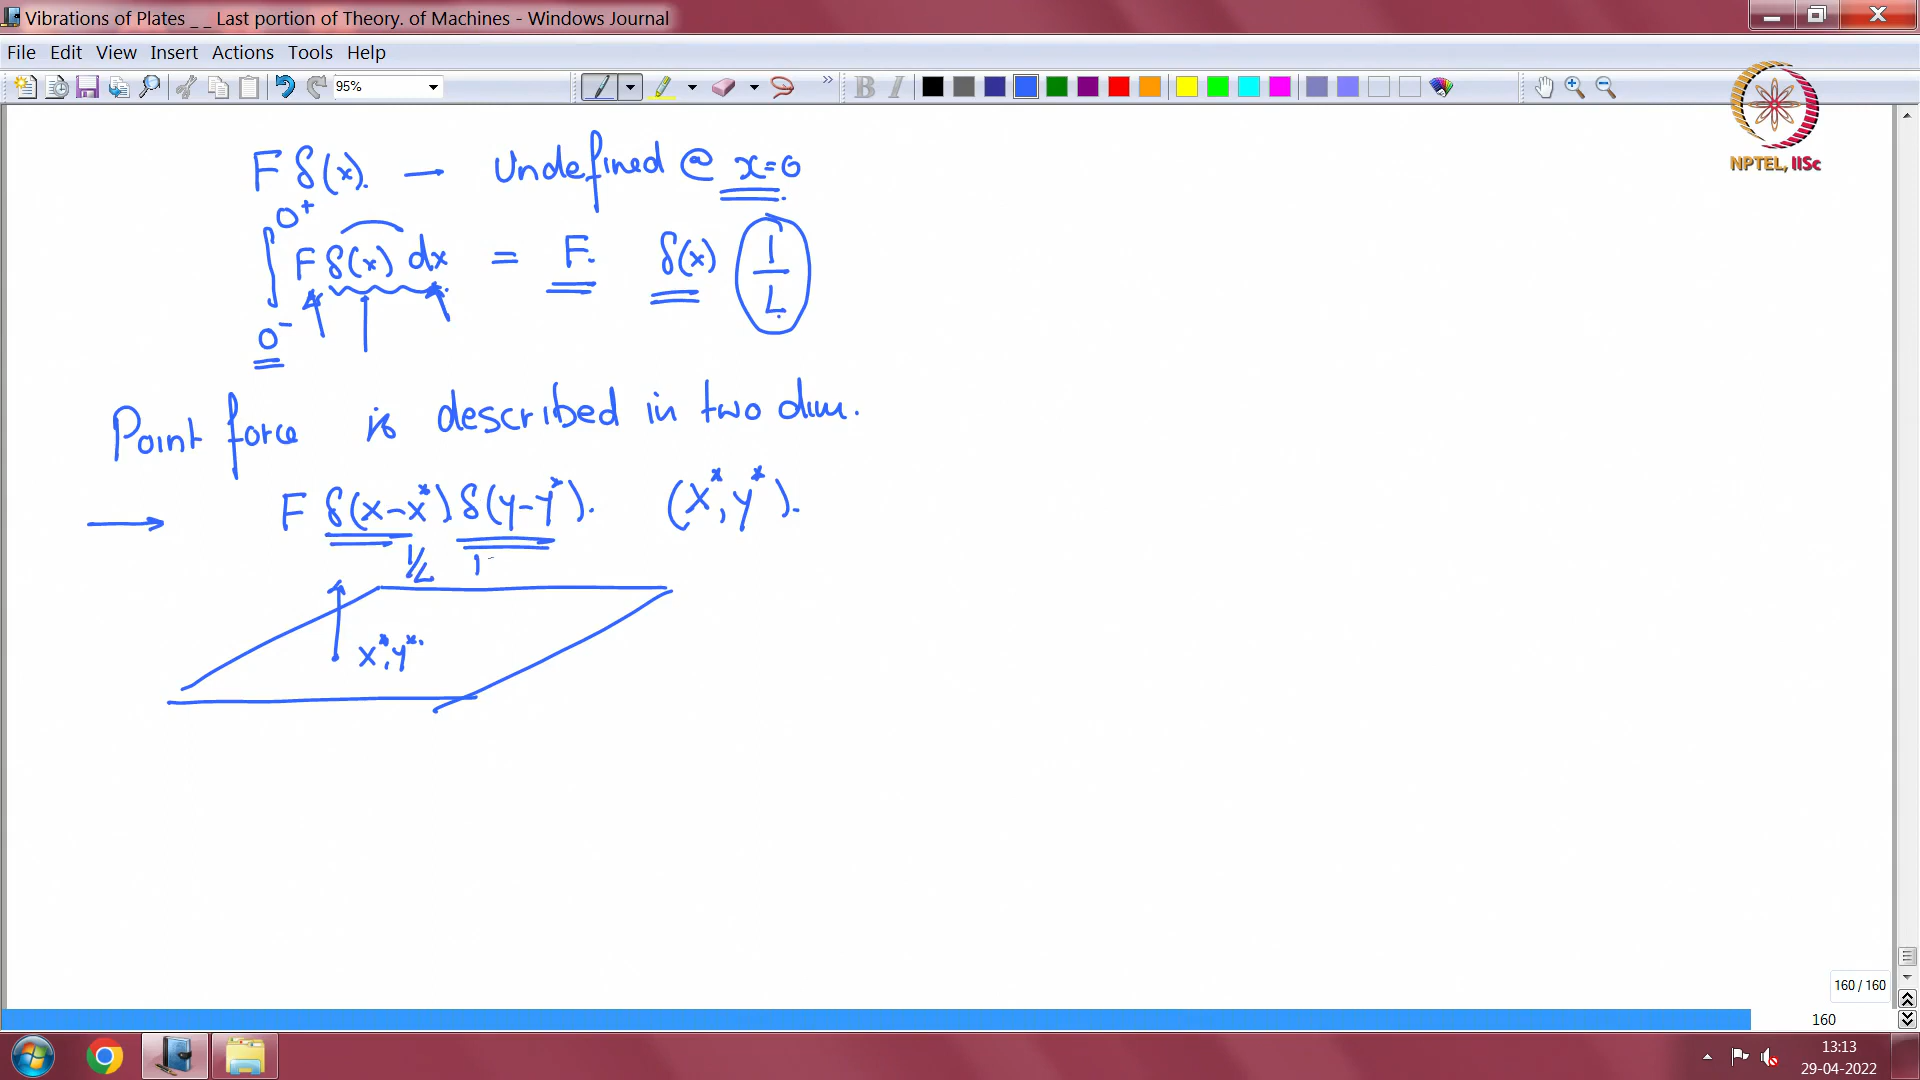 Vibrations of Plates _ _ Last portion of Theory. of Machines - Windows Journal
File Edit View Insert Actions Tools Help
95%
B I
NPTEL, IISc
F δ(x). — Undefined @ x=0
∫_{0^-}^{0^+} F δ(x) dx = F. δ(x) (1/L)
Point force is described in two dim.
→ F δ(x-x*) δ(y-y*). (x*, y*).
1/L 1
x*, y*.
160 / 160
160
13:13
29-04-2022